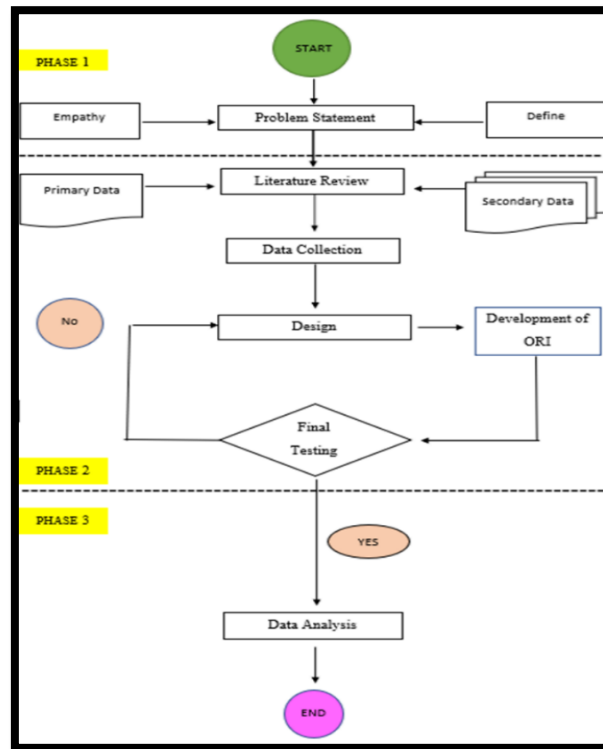 START
PHASE 1
Empathy
Problem Statement
Define
Primary Data
Literature Review
Secondary Data
Data Collection
No
Design
Development of
ORI
Final
Testing
PHASE 2
PHASE 3
YES
Data Analysis
END